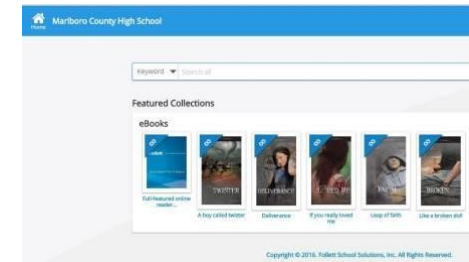 Home
Marlboro County High School
Keyword
Search all
Featured Collections
eBooks
Full-featured online
reader...
TWISTER
A boy called twister
DELIVERANCE
Deliverance
If you really loved
me
Leap of faith
BROKEN
Like a broken doll
Copyright © 2016. Follett School Solutions, Inc. All Rights Reserved.